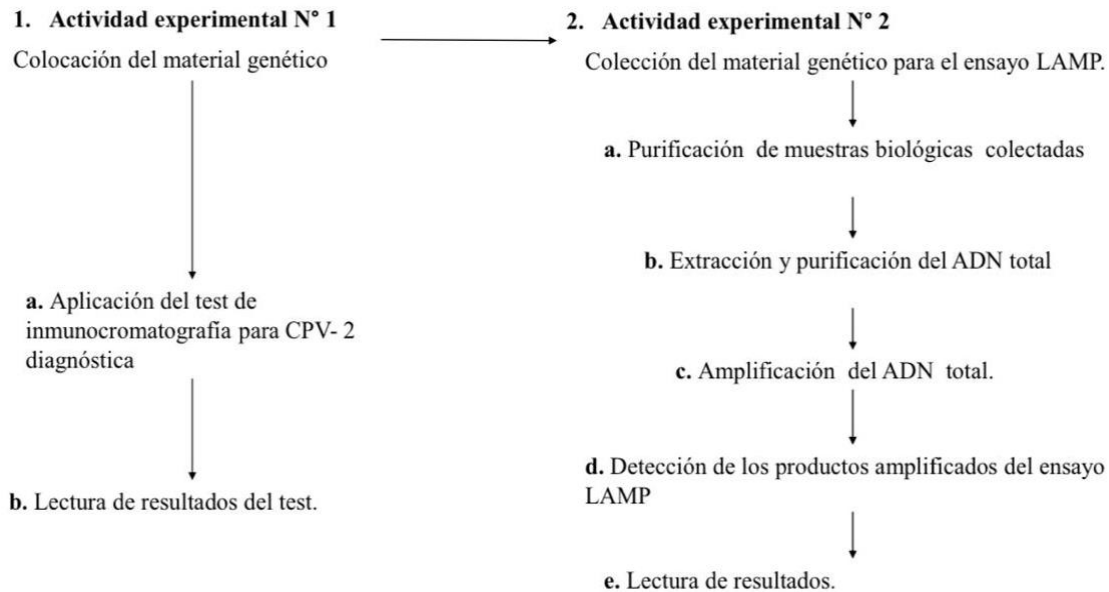 1. Actividad experimental N° 1
Colocación del material genético
a. Aplicación del test de
inmunocromatografía para CPV- 2
diagnóstica
b. Lectura de resultados del test.
2. Actividad experimental N° 2
Colección del material genético para el ensayo LAMP.
a. Purificación de muestras biológicas colectadas
b. Extracción y purificación del ADN total
c. Amplificación del ADN total.
d. Detección de los productos amplificados del ensayo
LAMP
e. Lectura de resultados.